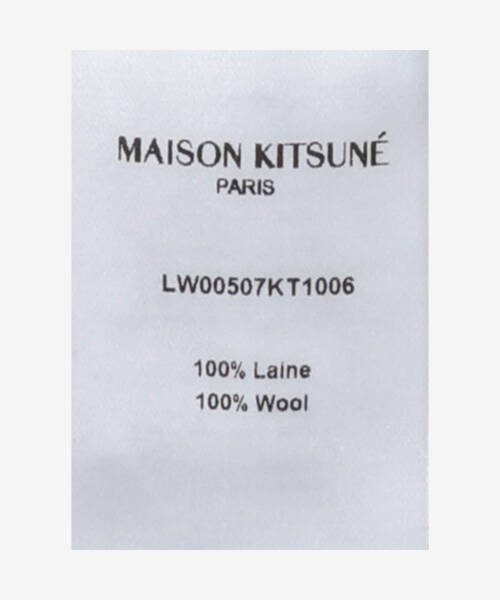 MAISON KITSUNÉ
PARIS
LW00507KT1006
100% Laine
100% Wool